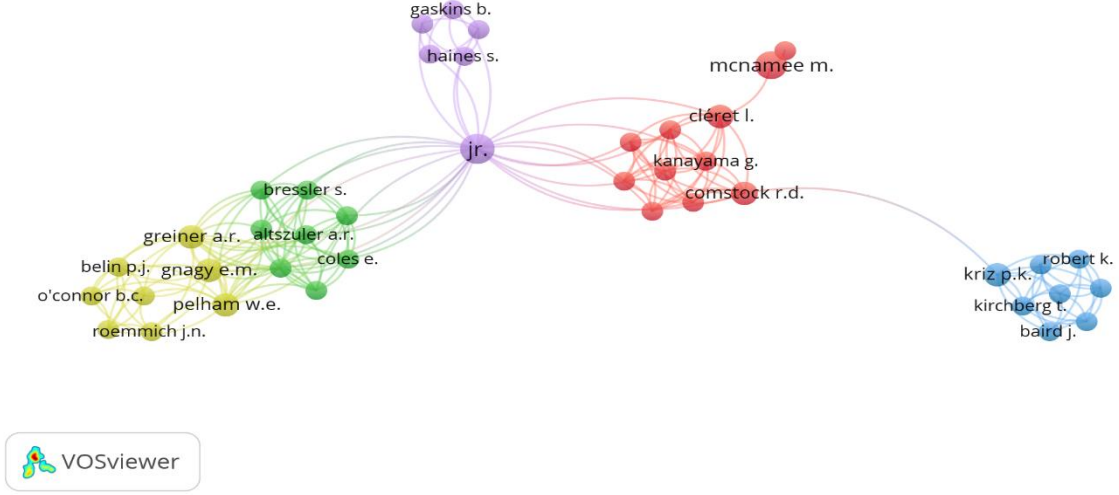 gaskins b.
haines s.
mcnamee m.
cléret l.
jr.
kanayama g.
comstock r.d.
bressler s.
altszuler a.r.
greiner a.r.
coles e.
belin p.j.
gnagy e.m.
o'connor b.c.
pelham w.e.
roemmich j.n.
robert k.
kriz p.k.
kirchberg t.
baird j.
VOSviewer